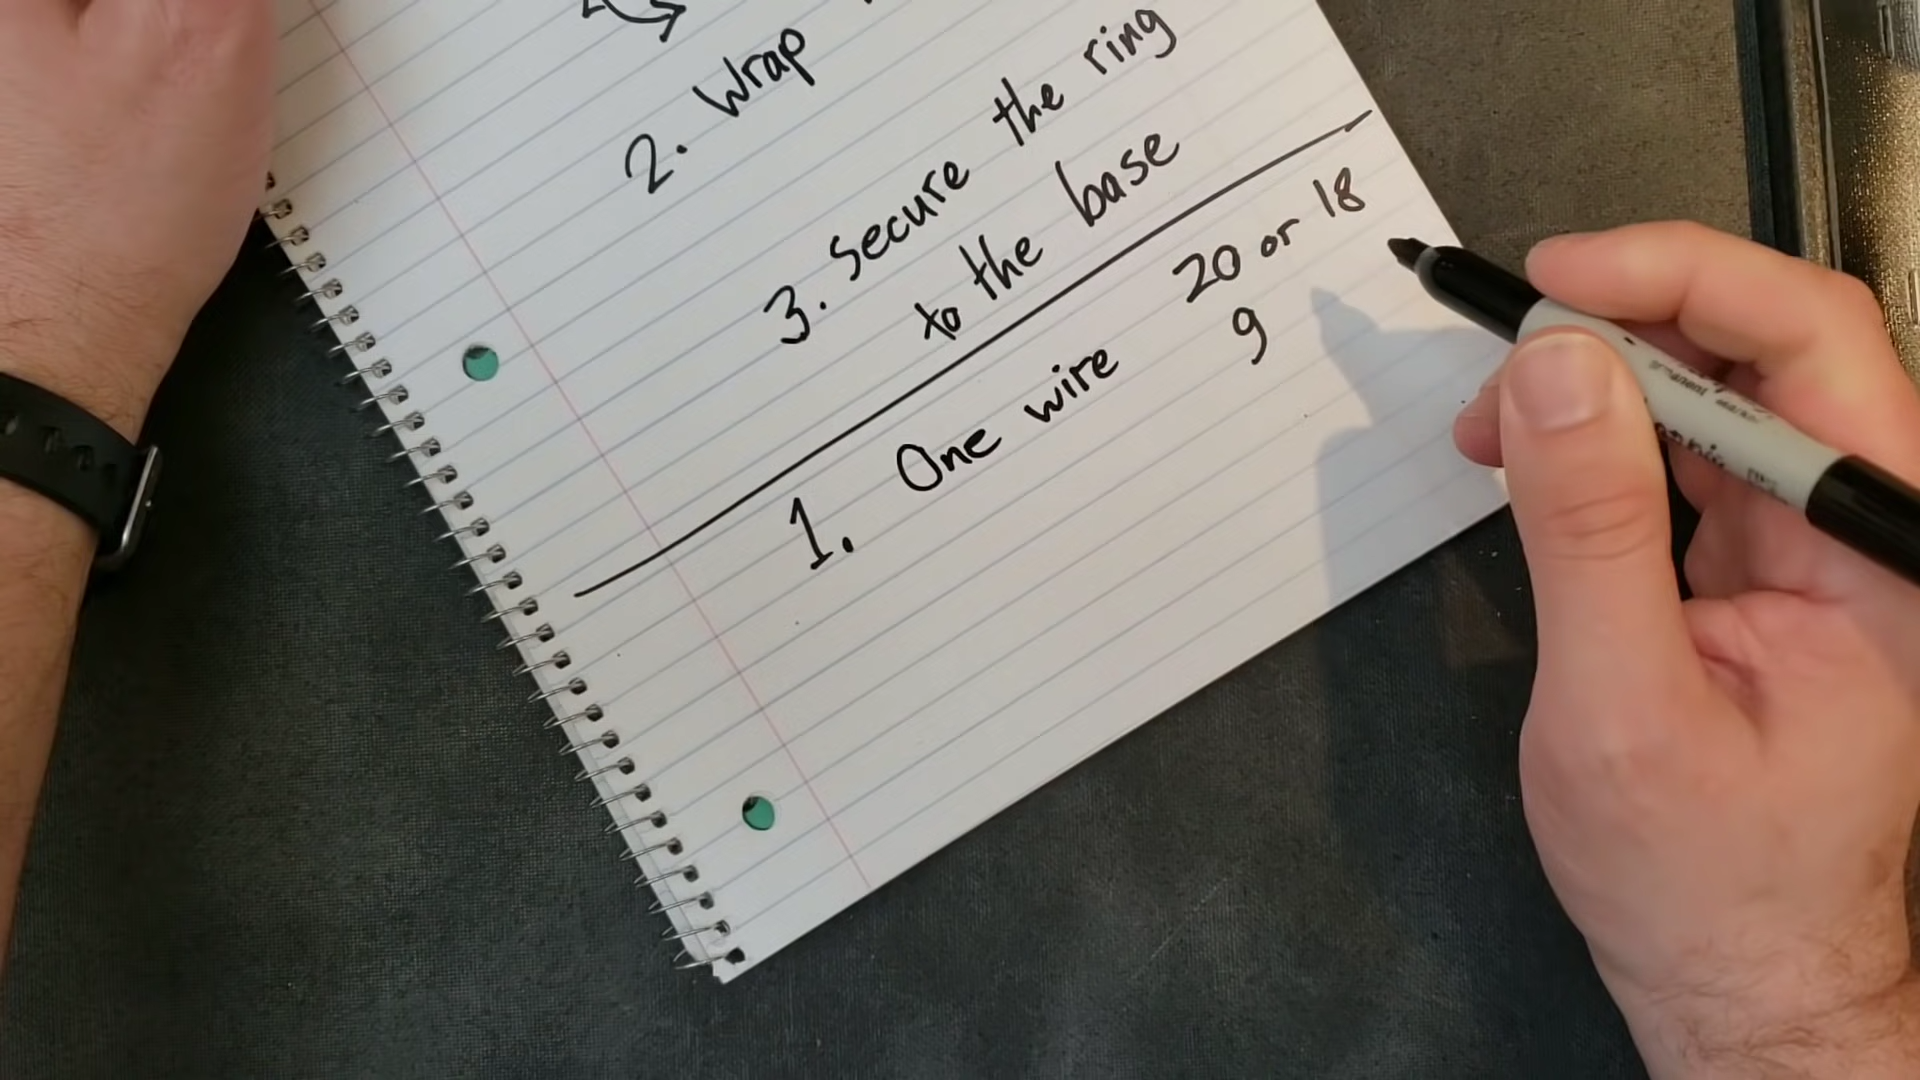 2. Wrap
3. Secure the ring
to the base
1. One wire 20 or 18
9